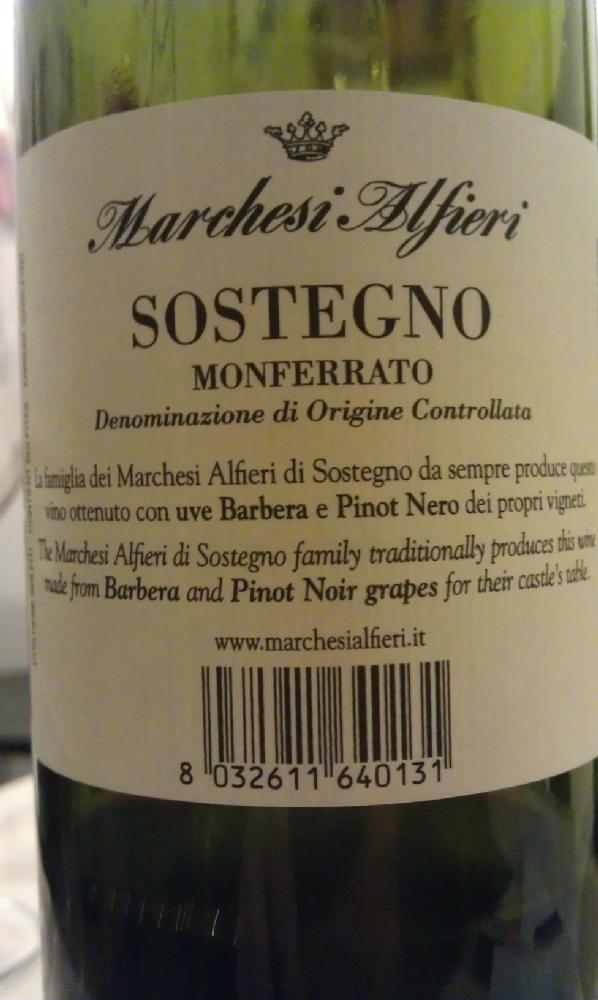 Marchesi Alfieri
SOSTEGNO
MONFERRATO
Denominazione di Origine Controllata
La famiglia dei Marchesi Alfieri di Sostegno da sempre produce questo
vino ottenuto con uve Barbera e Pinot Nero dei propri vigneti.
The Marchesi Alfieri di Sostegno family traditionally produces this wine
made from Barbera and Pinot Noir grapes for their castle's table.
www.marchesialfieri.it
8 032611 640131